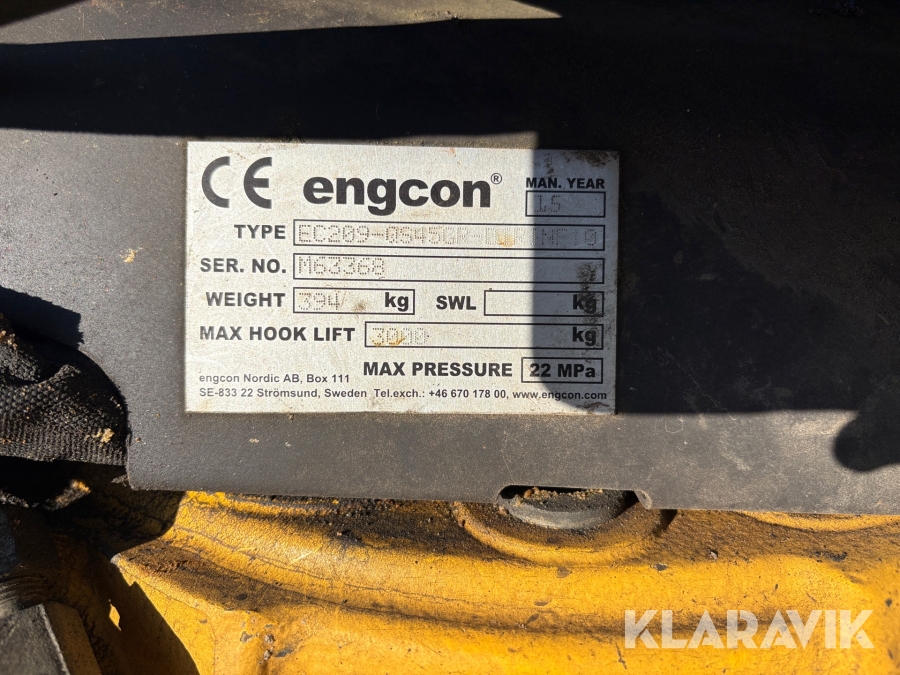 CE engcon®
MAN. YEAR
15
TYPE
SER. NO. M63368
WEIGHT 394 kg SWL kg
MAX HOOK LIFT 3000 kg
MAX PRESSURE 22 MPa
engcon Nordic AB, Box 111
SE-833 22 Strömsund, Sweden Tel.exch.: +46 670 178 00, www.engcon.com
KLARAVIK